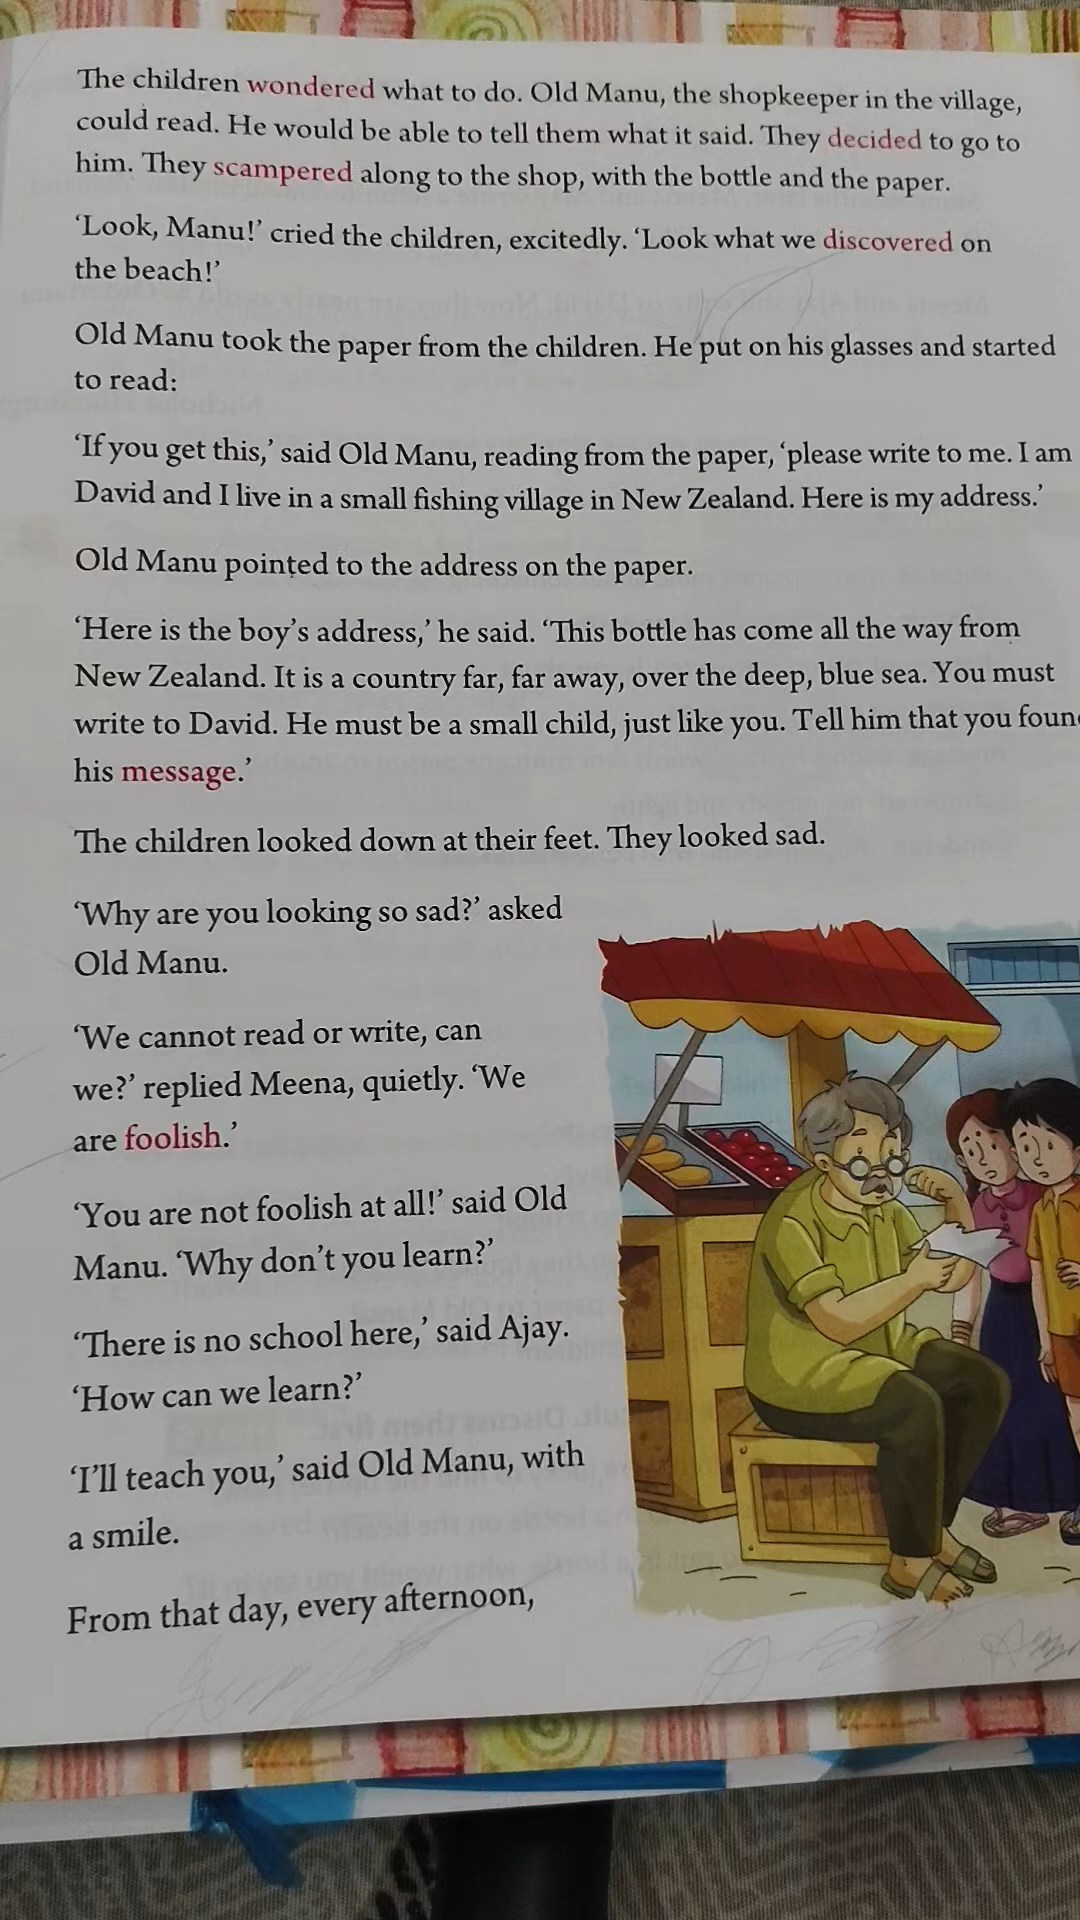 The children wondered what to do. Old Manu, the shopkeeper in the village,
could read. He would be able to tell them what it said. They decided to go to
him. They scampered along to the shop, with the bottle and the paper.
‘Look, Manu!’ cried the children, excitedly. ‘Look what we discovered on
the beach!’
Old Manu took the paper from the children. He put on his glasses and started
to read:
‘If you get this,’ said Old Manu, reading from the paper, ‘please write to me. I am
David and I live in a small fishing village in New Zealand. Here is my address.’
Old Manu pointed to the address on the paper.
‘Here is the boy’s address,’ he said. ‘This bottle has come all the way from
New Zealand. It is a country far, far away, over the deep, blue sea. You must
write to David. He must be a small child, just like you. Tell him that you foun
his message.’
The children looked down at their feet. They looked sad.
‘Why are you looking so sad?’ asked
Old Manu.
‘We cannot read or write, can
we?’ replied Meena, quietly. ‘We
are foolish.’
‘You are not foolish at all!’ said Old
Manu. ‘Why don’t you learn?’
‘There is no school here,’ said Ajay.
‘How can we learn?’
‘I’ll teach you,’ said Old Manu, with
a smile.
From that day, every afternoon,